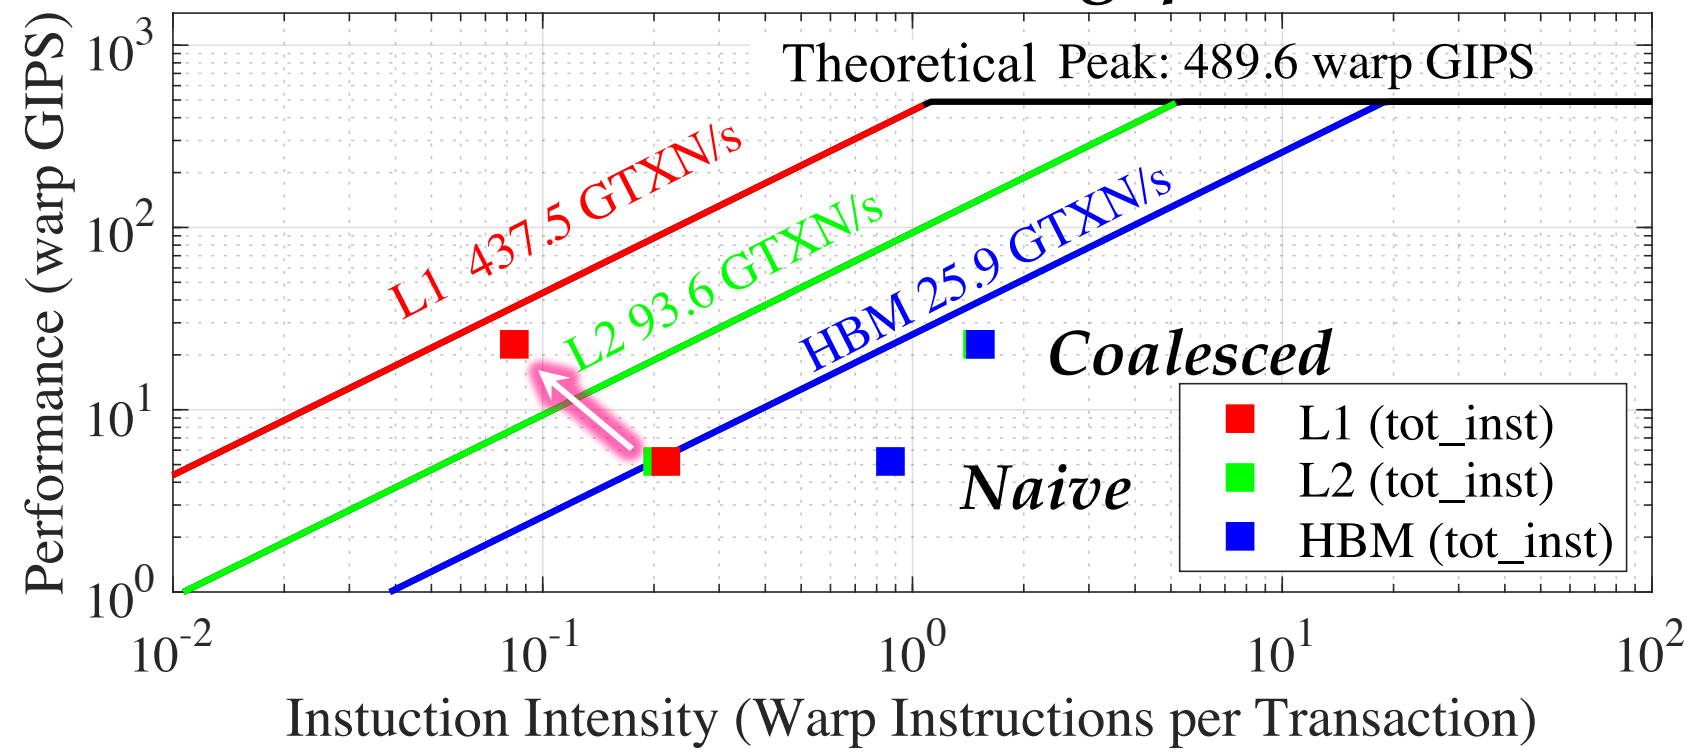 Theoretical Peak: 489.6 warp GIPS
Performance (warp GIPS)
10^3
10^2
10^1
10^0
L1 437.5 GTXN/s
L2 93.6 GTXN/s
HBM 25.9 GTXN/s
Coalesced
Naive
L1 (tot_inst)
L2 (tot_inst)
HBM (tot_inst)
10^-2 10^-1 10^0 10^1 10^2
Instuction Intensity (Warp Instructions per Transaction)